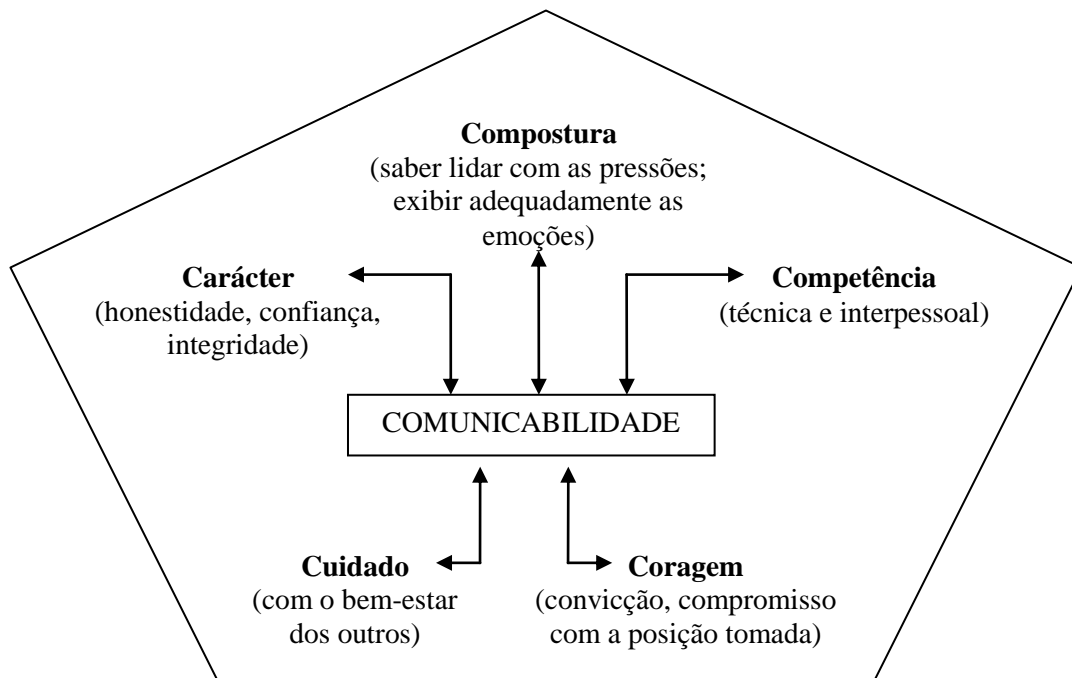 Compostura
(saber lidar com as pressões;
exibir adequadamente as
emoções)
Carácter
(honestidade, confiança,
integridade)
Competência
(técnica e interpessoal)
COMUNICABILIDADE
Cuidado
(com o bem-estar
dos outros)
Coragem
(convicção, compromisso
com a posição tomada)